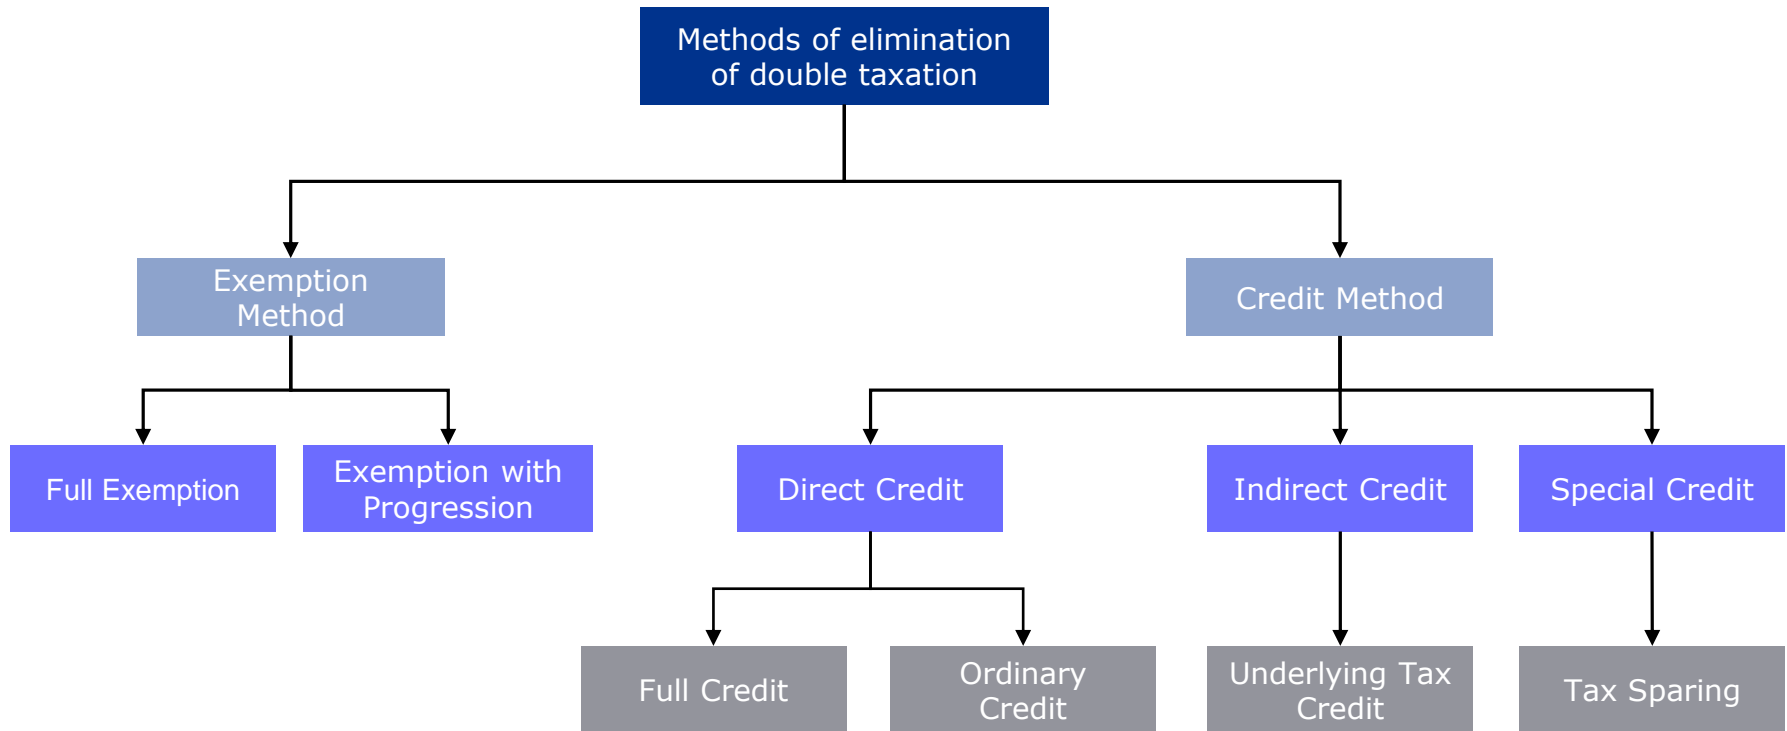 Methods of elimination
of double taxation
Exemption
Method
Credit Method
Full Exemption
Exemption with
Progression
Direct Credit
Indirect Credit
Special Credit
Full Credit
Ordinary
Credit
Underlying Tax
Credit
Tax Sparing